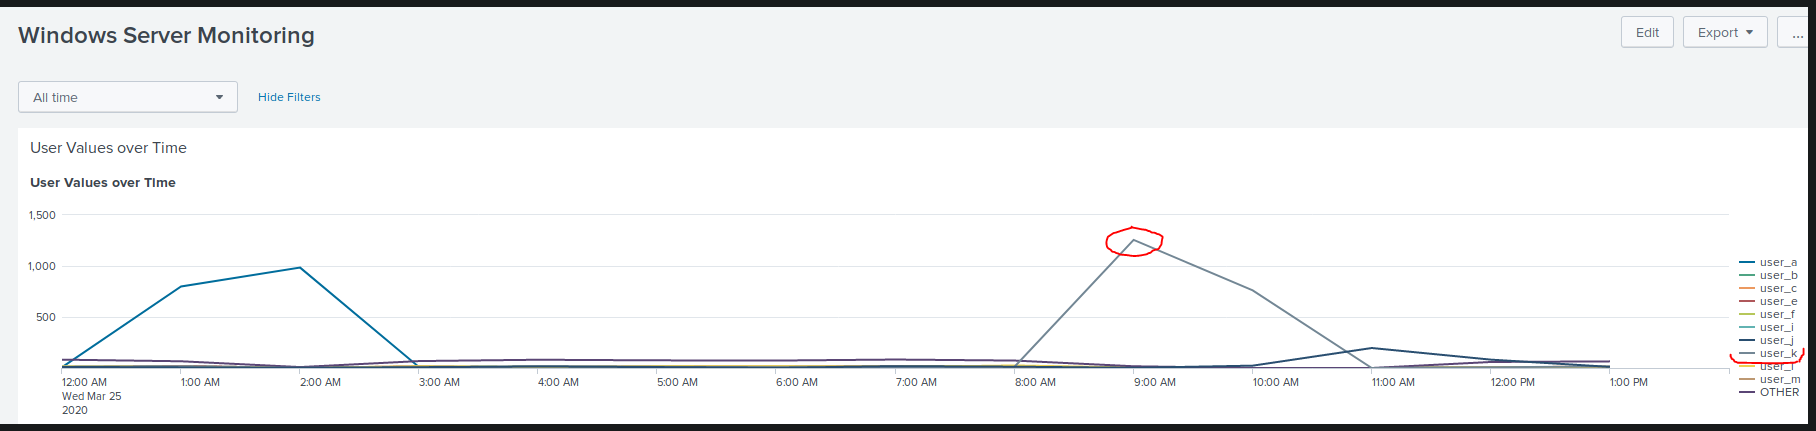 Windows Server Monitoring
Edit
Export
...
All time
Hide Filters
User Values over Time
User Values over Time
1,500
1,000
500
user_a
user_b
user_c
user_e
user_f
user_i
user_j
user_k
user_l
user_m
OTHER
12:00 AM 1:00 AM 2:00 AM 3:00 AM 4:00 AM 5:00 AM 6:00 AM 7:00 AM 8:00 AM 9:00 AM 10:00 AM 11:00 AM 12:00 PM 1:00 PM
Wed Mar 25
2020